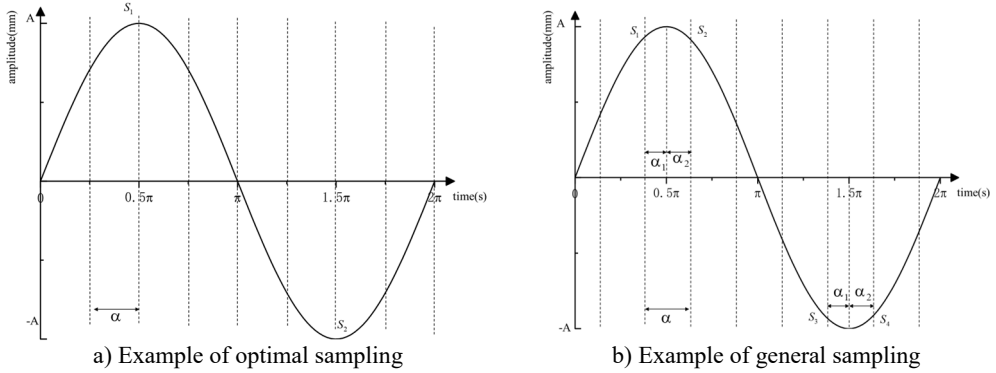 amplitude(mm)
A
-A
S1
S2
α
0
0.5π
π
1.5π
2π
time(s)
a) Example of optimal sampling
amplitude(mm)
A
-A
S1
S2
α1 α2
α
0
0.5π
π
1.5π
2π
time(s)
α1 α2
S3
S4
b) Example of general sampling